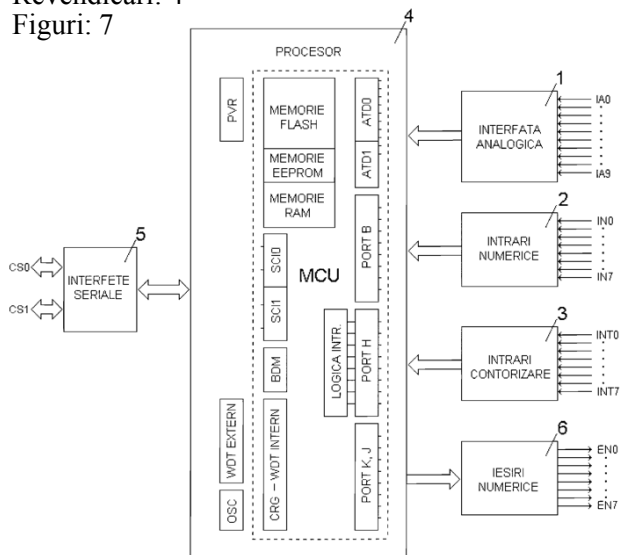 Revendicări: 4
Figuri: 7
4
PROCESOR
PVR
MEMORIE
FLASH
MEMORIE
EEPROM
MEMORIE
RAM
ATD0
ATD1
PORT B
SCI0
SCI1
MCU
BDM
LOGICA INTR.
PORT H
WDT EXTERN
OSC
CRG – WDT INTERN
PORT K, J
5
CS0
CS1
INTERFETE
SERIALE
1
INTERFATA
ANALOGICA
IA0
IA9
2
INTRARI
NUMERICE
IN0
IN7
3
INTRARI
CONTORIZARE
INT0
INT7
6
IESIRI
NUMERICE
EN0
EN7